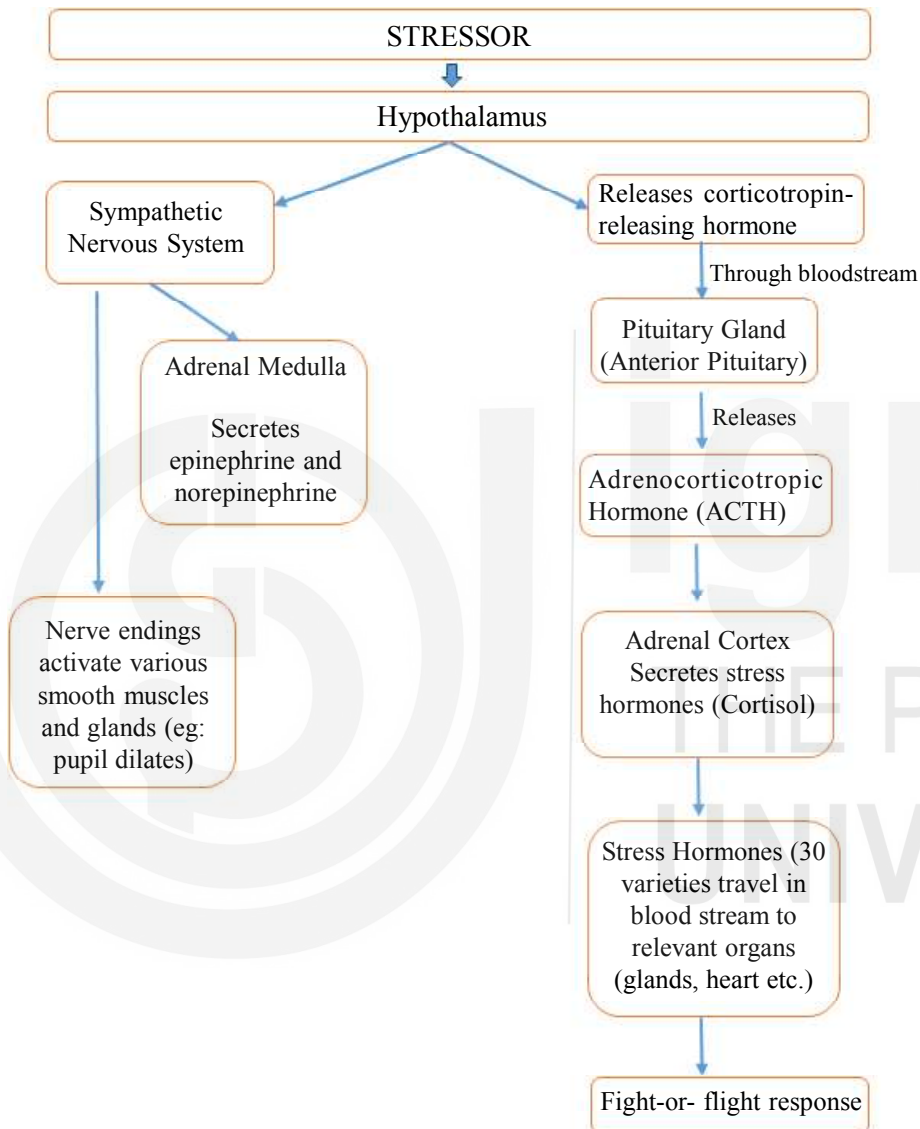 STRESSOR
Hypothalamus
Sympathetic
Nervous System
Adrenal Medulla
Secretes
epinephrine and
norepinephrine
Nerve endings
activate various
smooth muscles
and glands (eg:
pupil dilates)
Releases corticotropin-
releasing hormone
Through bloodstream
Pituitary Gland
(Anterior Pituitary)
Releases
Adrenocorticotropic
Hormone (ACTH)
Adrenal Cortex
Secretes stress
hormones (Cortisol)
Stress Hormones (30
varieties travel in
blood stream to
relevant organs
(glands, heart etc.)
Fight-or- flight response
ig
THE P
UNIV